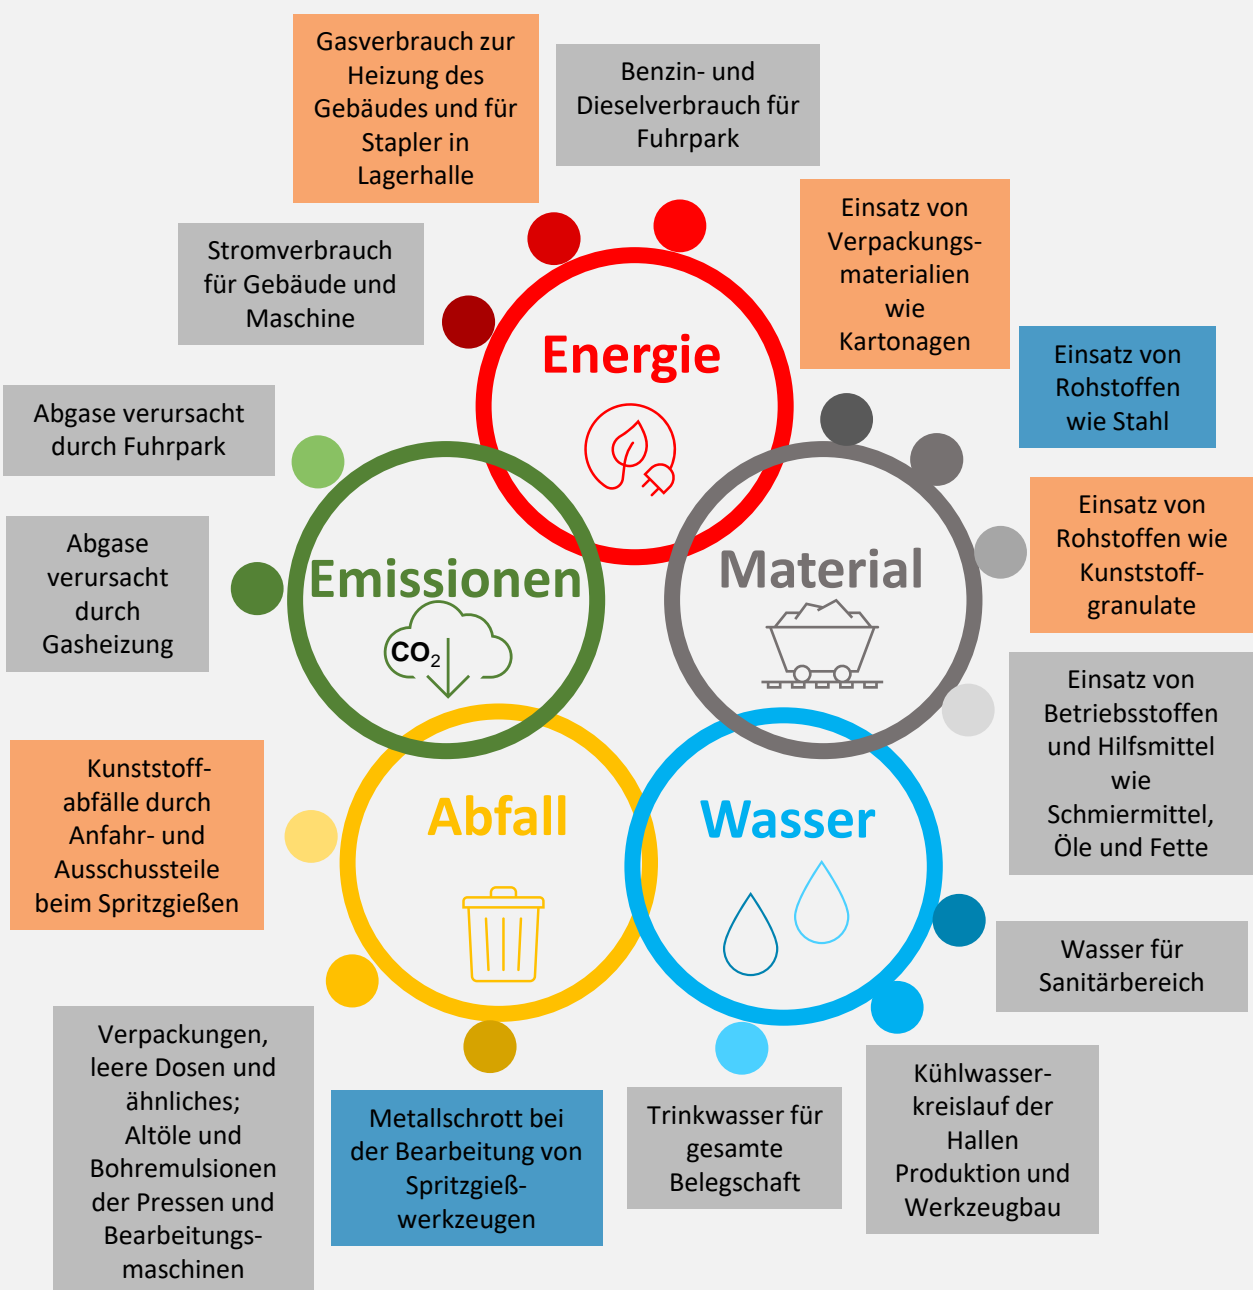 Gasverbrauch zur
Heizung des
Gebäudes und für
Stapler in
Lagerhalle
Benzin- und
Dieselverbrauch für
Fuhrpark
Stromverbrauch
für Gebäude und
Maschine
Einsatz von
Verpackungs-
materialien
wie
Kartonagen
Energie
Einsatz von
Rohstoffen
wie Stahl
Abgase verursacht
durch Fuhrpark
Einsatz von
Rohstoffen wie
Kunststoff-
granulate
Abgase
verursacht
durch
Gasheizung
Emissionen
CO₂
Material
Einsatz von
Betriebsstoffen
und Hilfsmittel
wie
Schmiermittel,
Öle und Fette
Kunststoff-
abfälle durch
Anfahr- und
Ausschussteile
beim Spritzgießen
Abfall
Wasser
Wasser für
Sanitärbereich
Verpackungen,
leere Dosen und
ähnliches;
Altöle und
Bohremulsionen
der Pressen und
Bearbeitungs-
maschinen
Metallschrott bei
der Bearbeitung von
Spritzgieß-
werkzeugen
Trinkwasser für
gesamte
Belegschaft
Kühlwasser-
kreislauf der
Hallen
Produktion und
Werkzeugbau